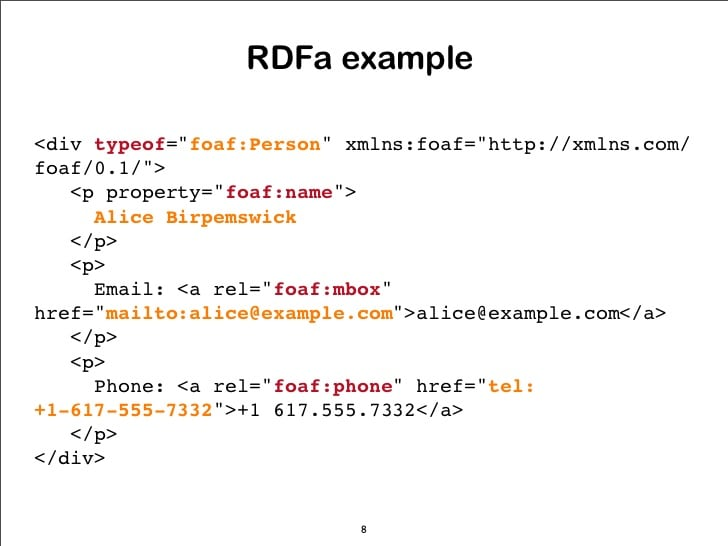 RDFa example
<div typeof="foaf:Person" xmlns:foaf="http://xmlns.com/
foaf/0.1/">
<p property="foaf:name">
Alice Birpemswick
</p>
<p>
Email: <a rel="foaf:mbox"
href="mailto:alice@example.com">alice@example.com</a>
</p>
<p>
Phone: <a rel="foaf:phone" href="tel:
+1-617-555-7332">+1 617.555.7332</a>
</p>
</div>
8